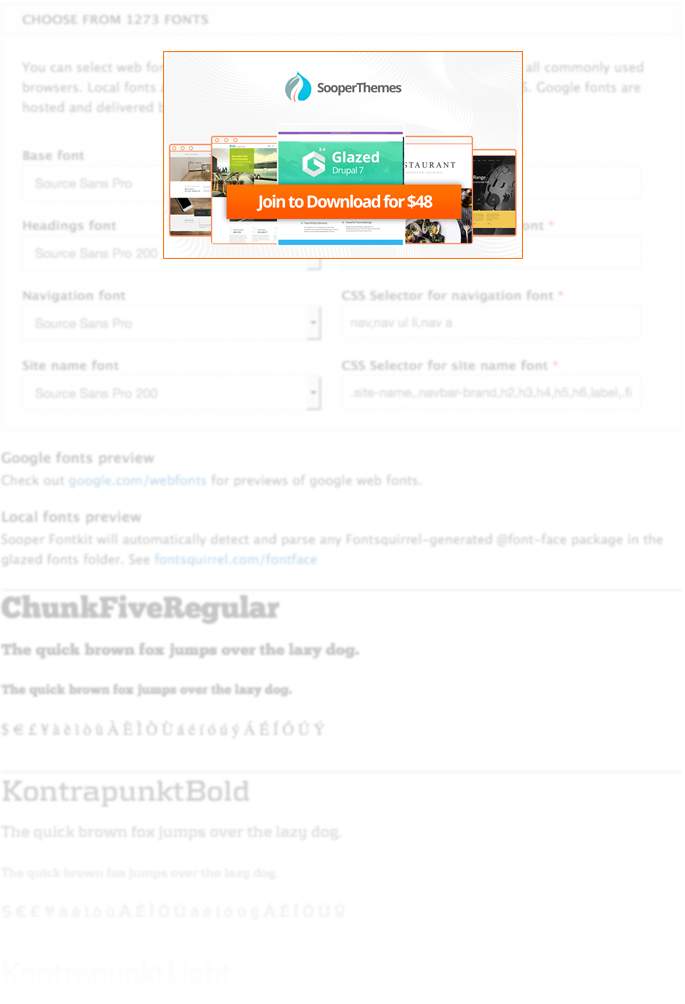 CHOOSE FROM 1273 FONTS
You can select web for all commonly used
browsers. Local fonts S. Google fonts are
hosted and delivered b
SooperThemes
Base font
Source Sans Pro
Glazed
Drupal 7
STAURANT
Range
Join to Download for $48
Headings font ont *
Source Sans Pro 200
Navigation font CSS Selector for navigation font *
Source Sans Pro nav,nav ul li,nav a
Site name font CSS Selector for site name font *
Source Sans Pro 200 .site-name,.navbar-brand,h2,h3,h4,h5,h6,label,.fi
Google fonts preview
Check out google.com/webfonts for previews of google web fonts.
Local fonts preview
Sooper Fontkit will automatically detect and parse any Fontsquirrel-generated @font-face package in the
glazed fonts folder. See fontsquirrel.com/fontface
ChunkFiveRegular
The quick brown fox jumps over the lazy dog.
The quick brown fox jumps over the lazy dog.
$ € £ ¥ à è ì ò ù À È Ì Ò Ù á é í ó ú ý Á É Í Ó Ú Ý
KontrapunktBold
The quick brown fox jumps over the lazy dog.
The quick brown fox jumps over the lazy dog.
$ € £ ¥ à è ì ò ù À È Ì Ò Ù á é í ó ú ý Á É Í Ó Ú Ý
KontrapunktLight